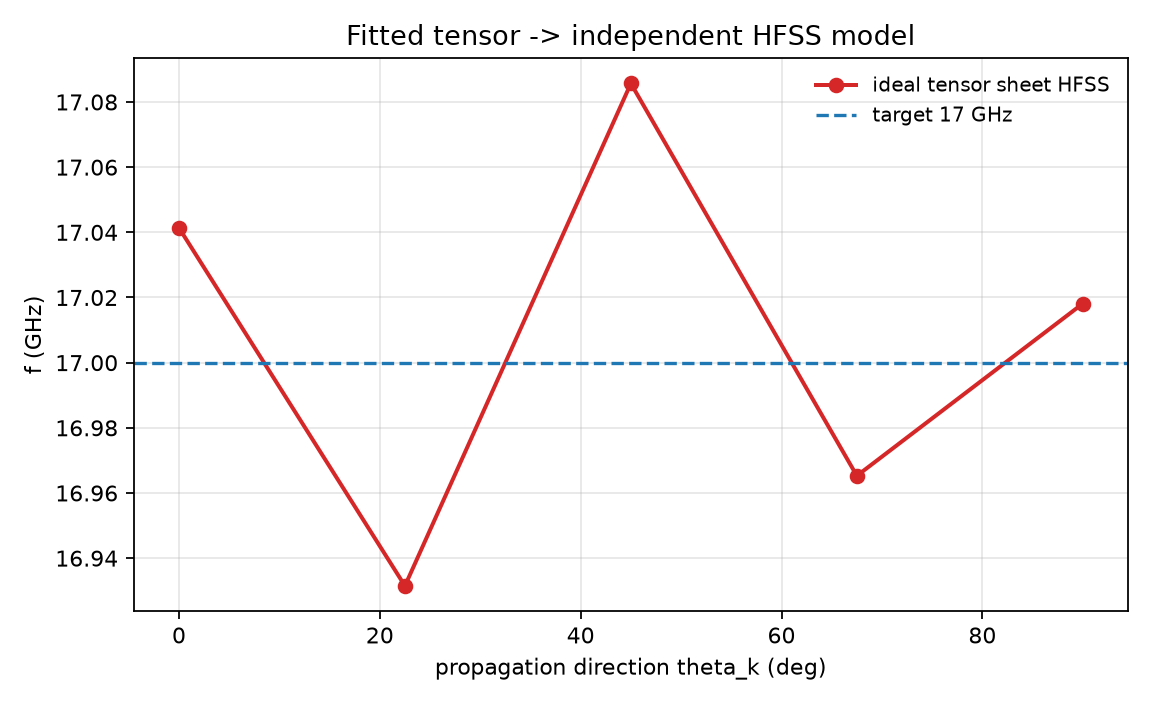 Fitted tensor -> independent HFSS model
ideal tensor sheet HFSS
target 17 GHz
f (GHz)
17.08
17.06
17.04
17.02
17.00
16.98
16.96
16.94
0 20 40 60 80
propagation direction theta_k (deg)